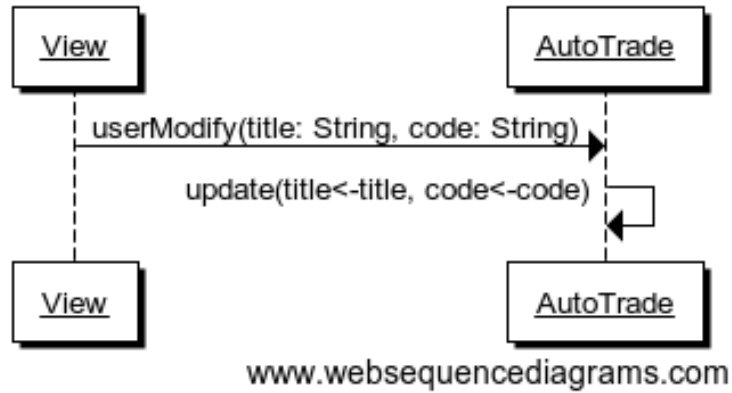 View AutoTrade
userModify(title: String, code: String)
update(title<-title, code<-code)
View AutoTrade
www.websequencediagrams.com